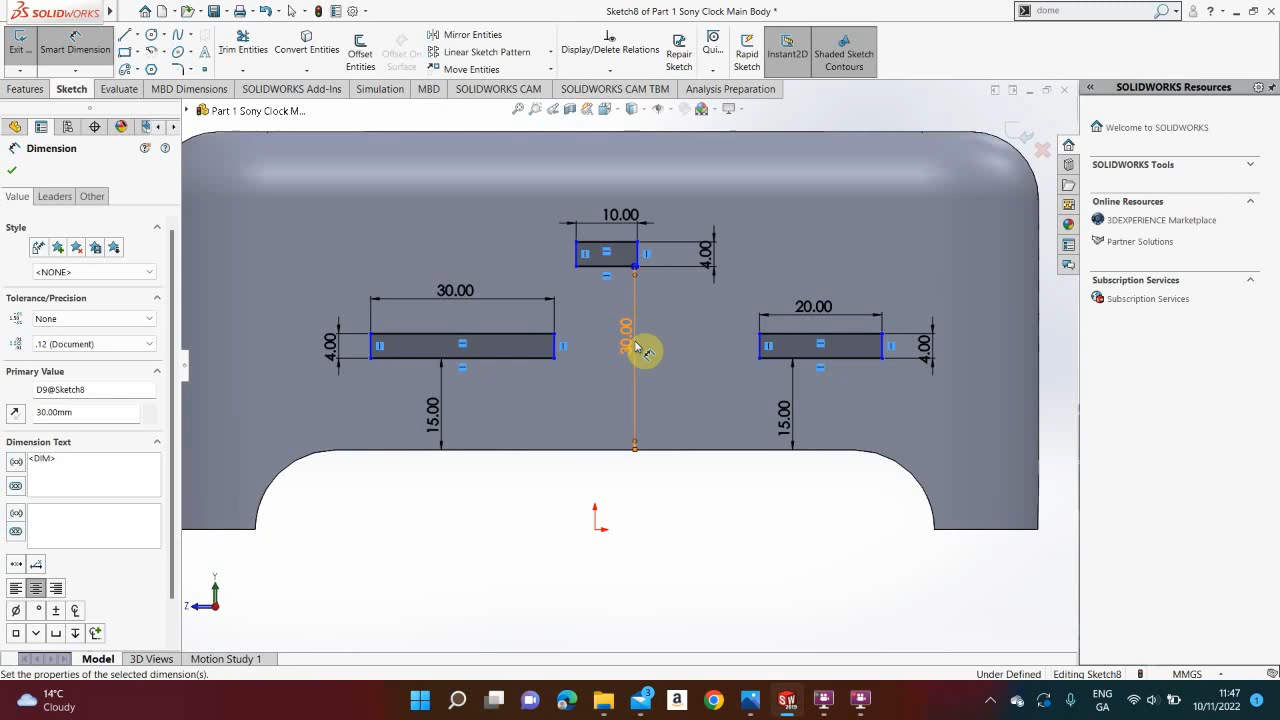 SOLIDWORKS
Sketch8 of Part 1 Sony Clock Main Body *
dome
Exit ...
Smart Dimension
Trim Entities
Convert Entities
Offset Entities
Offset On Surface
Mirror Entities
Linear Sketch Pattern
Move Entities
Display/Delete Relations
Repair Sketch
Qui...
Rapid Sketch
Instant2D
Shaded Sketch Contours
Features
Sketch
Evaluate
MBD Dimensions
SOLIDWORKS Add-Ins
Simulation
MBD
SOLIDWORKS CAM
SOLIDWORKS CAM TBM
Analysis Preparation
SOLIDWORKS Resources
Part 1 Sony Clock M...
Welcome to SOLIDWORKS
SOLIDWORKS Tools
Online Resources
3DEXPERIENCE Marketplace
Partner Solutions
Subscription Services
Subscription Services
Dimension
Value
Leaders
Other
Style
<NONE>
Tolerance/Precision
None
.12 (Document)
Primary Value
D9@Sketch8
30.00mm
Dimension Text
<DIM>
10.00
4.00
30.00
4.00
30.00
20.00
4.00
15.00
15.00
Y
Z
Model
3D Views
Motion Study 1
Set the properties of the selected dimension(s).
Under Defined
Editing Sketch8
MMGS
14°C
Cloudy
3
SW
2019
ENG
GA
11:47
10/11/2022
1